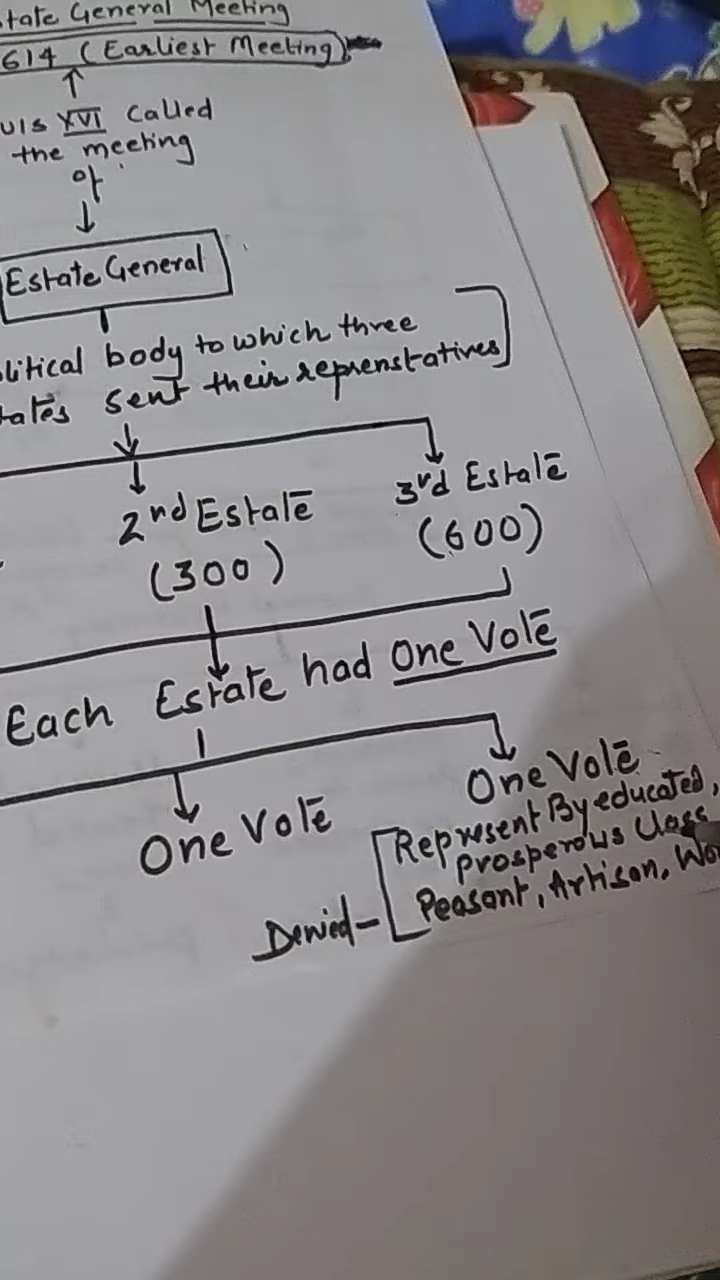 tate General Meeting
614 (Earliest Meeting)
uis XVI called
the meeting
of
Estate General
litical body to which three
tates sent their reprenstatives
2nd Estate
3rd Estate
(300)
(600)
Each Estate had One Vote
One Vote
One Vote
Represent By educated,
prosperous Class
Denied - Peasant, Artison, Wo